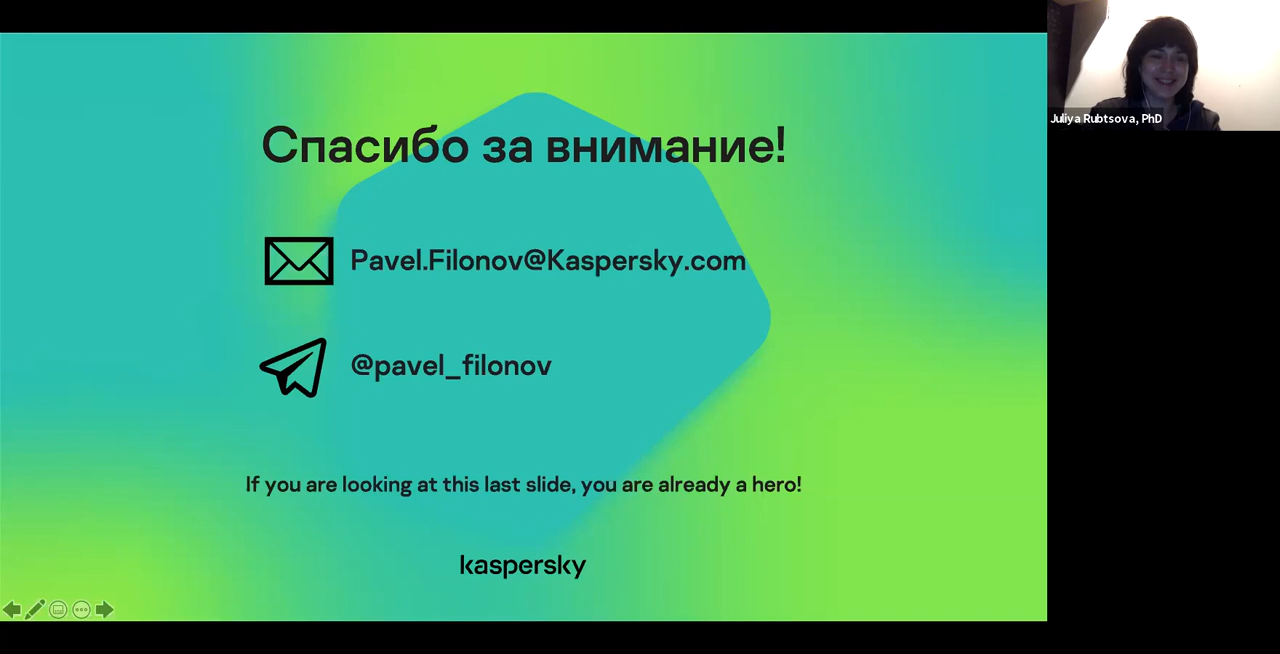 Спасибо за внимание!
Pavel.Filonov@Kaspersky.com
@pavel_filonov
If you are looking at this last slide, you are already a hero!
kaspersky
Juliya Rubtsova, PhD